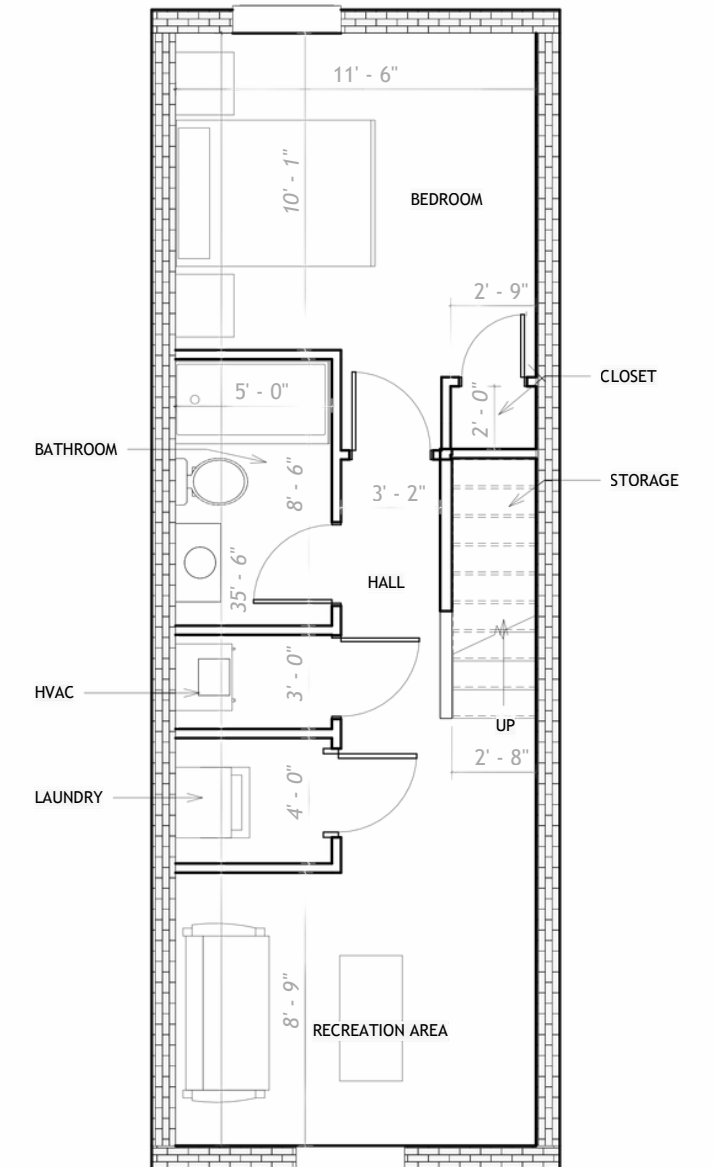 11' - 6"
10' - 1"
BEDROOM
2' - 9"
CLOSET
5' - 0"
2' - 0"
BATHROOM
8' - 6"
STORAGE
3' - 2"
35' - 6"
HALL
3' - 0"
HVAC
UP
2' - 8"
LAUNDRY
4' - 0"
8' - 9"
RECREATION AREA